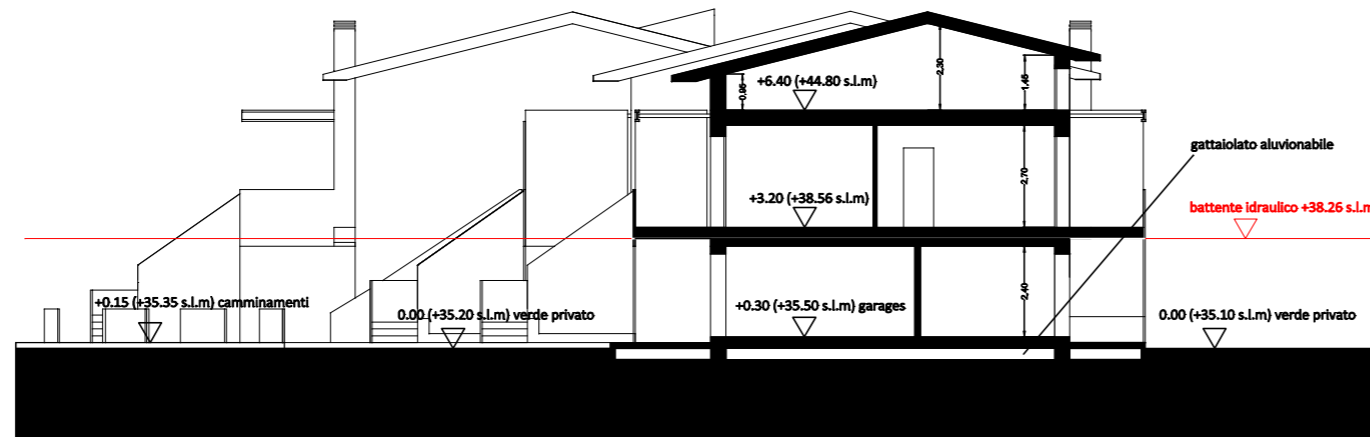 2,30
1,45
+6.40 (+44.80 s.l.m)
0,95
gattaiolato aluvionabile
2,70
+3.20 (+38.56 s.l.m)
battente idraulico +38.26 s.l.m
2,40
+0.15 (+35.35 s.l.m) camminamenti
+0.30 (+35.50 s.l.m) garages
0.00 (+35.20 s.l.m) verde privato
0.00 (+35.10 s.l.m) verde privato